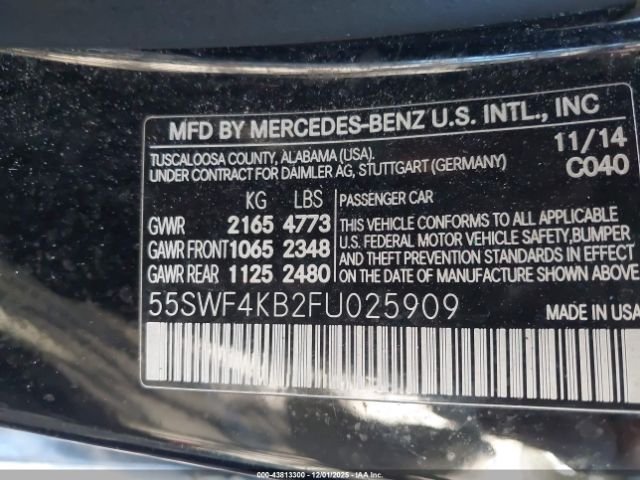 MFD BY MERCEDES-BENZ U.S. INTL., INC
TUSCALOOSA COUNTY, ALABAMA (USA). 11/14
UNDER CONTRACT FOR DAIMLER AG, STUTTGART (GERMANY) C040
KG LBS PASSENGER CAR
GVWR 2165 4773 THIS VEHICLE CONFORMS TO ALL APPLICABLE
GAWR FRONT 1065 2348 U.S. FEDERAL MOTOR VEHICLE SAFETY, BUMPER
AND THEFT PREVENTION STANDARDS IN EFFECT
GAWR REAR 1125 2480 ON THE DATE OF MANUFACTURE SHOWN ABOVE
55SWF4KB2FU025909 MADE IN USA
000-43813300 - 12/01/2025 - IAAI.COM